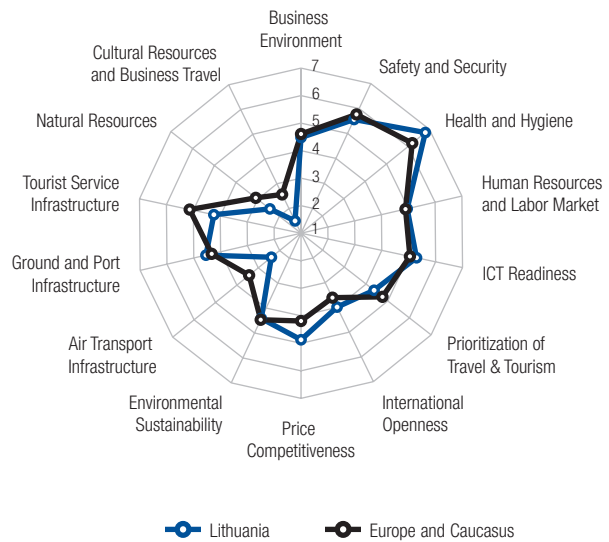 Business
Environment
Safety and Security
Health and Hygiene
Human Resources
and Labor Market
ICT Readiness
Prioritization of
Travel & Tourism
International
Openness
Price
Competitiveness
Environmental
Sustainability
Air Transport
Infrastructure
Ground and Port
Infrastructure
Tourist Service
Infrastructure
Natural Resources
Cultural Resources
and Business Travel
7
6
5
4
3
2
1
Lithuania
Europe and Caucasus